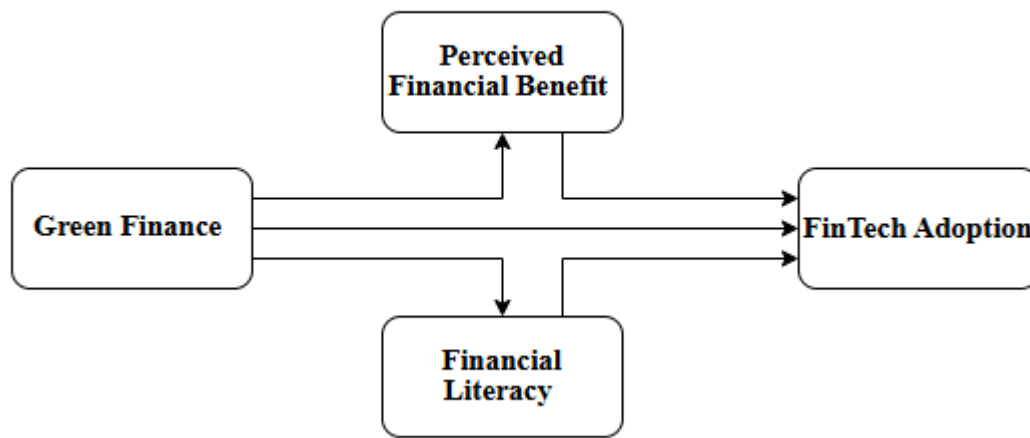 Perceived
Financial Benefit
Green Finance
FinTech Adoption
Financial
Literacy